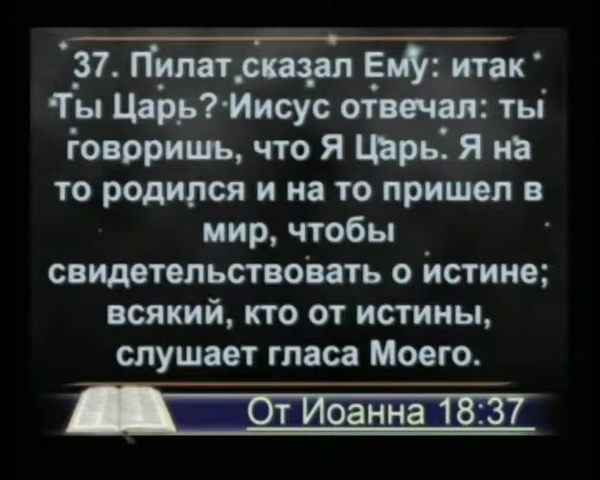 37. Пилат сказал Ему: итак
Ты Царь? Иисус отвечал: ты
говоришь, что Я Царь. Я на
то родился и на то пришел в
мир, чтобы
свидетельствовать о истине;
всякий, кто от истины,
слушает гласа Моего.
От Иоанна 18:37